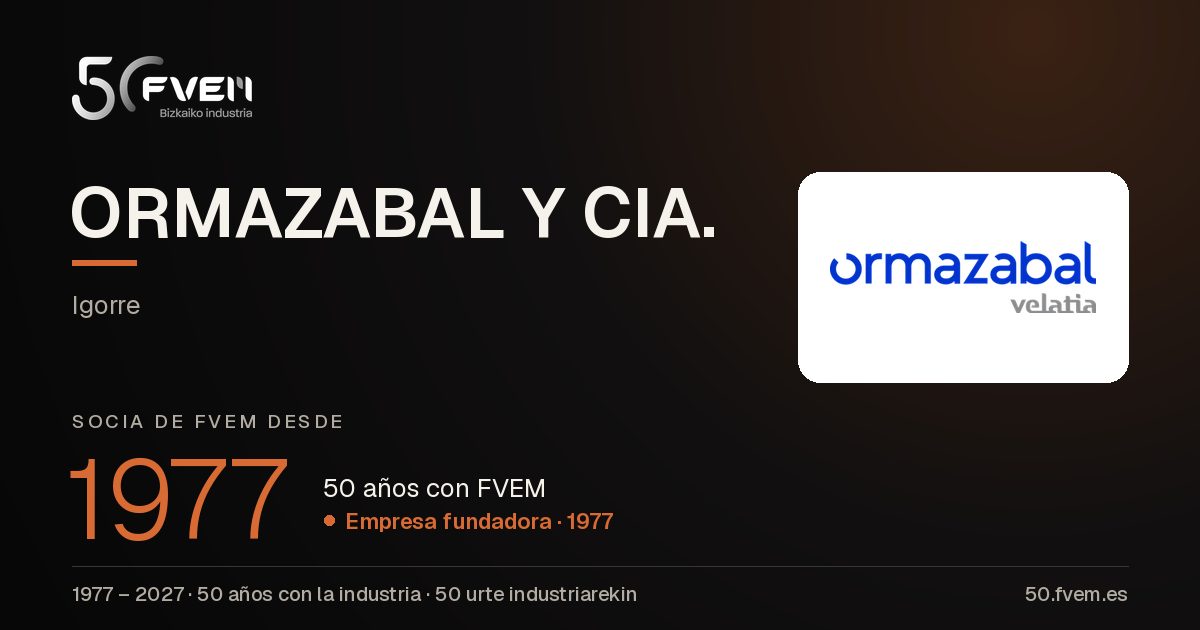 50 FVEM
Bizkaiko industria
ORMAZABAL Y CIA.
Igorre
ormazabal
velatia
SOCIA DE FVEM DESDE
1977
50 años con FVEM
Empresa fundadora · 1977
1977 – 2027 · 50 años con la industria · 50 urte industriarekin
50.fvem.es